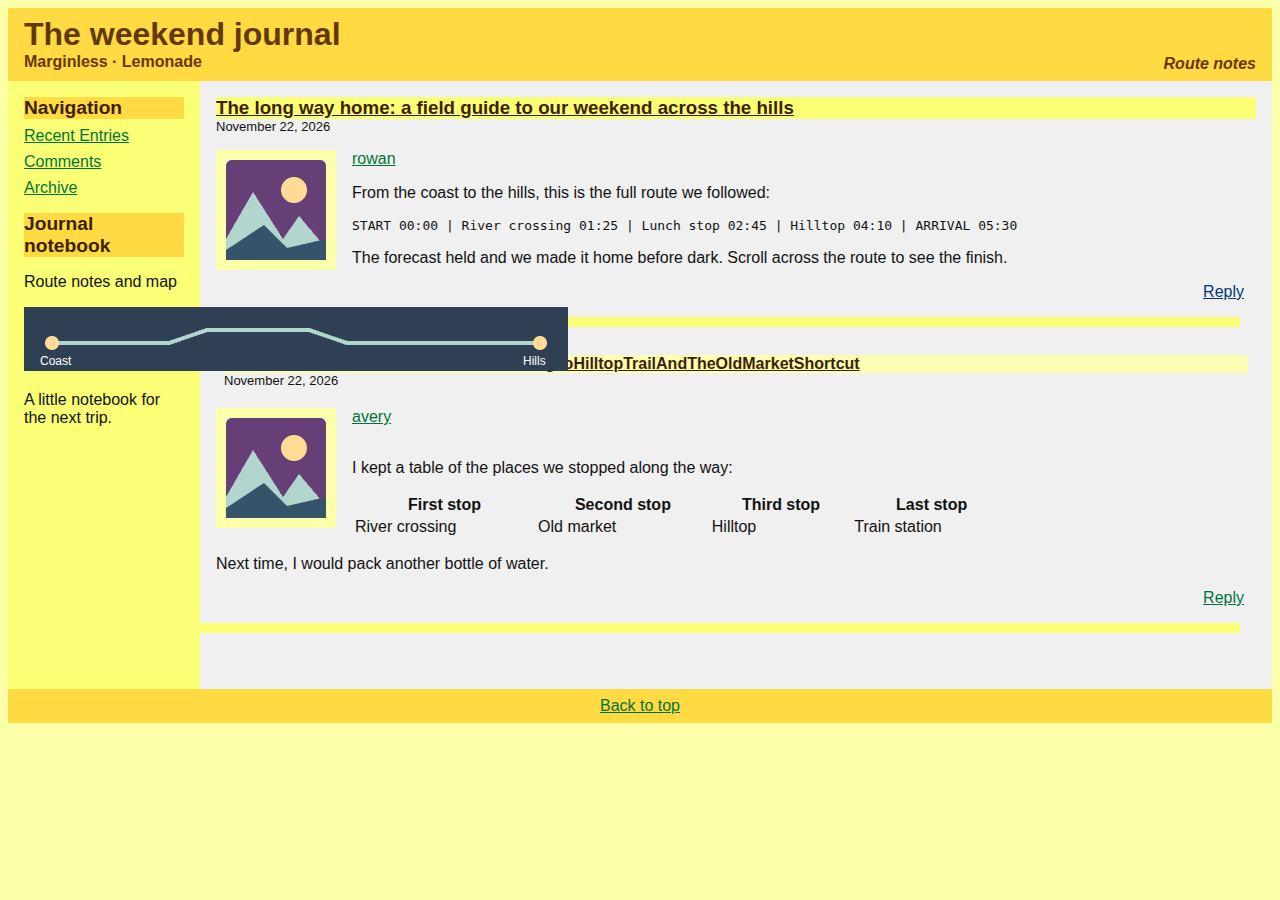 The weekend journal
Marginless · Lemonade
Route notes
Navigation
Recent Entries
Comments
Archive
Journal
notebook
Route notes and map
Coast
Hills
A little notebook for
the next trip.
The long way home: a field guide to our weekend across the hills
November 22, 2026
rowan
From the coast to the hills, this is the full route we followed:
START 00:00 | River crossing 01:25 | Lunch stop 02:45 | Hilltop 04:10 | ARRIVAL 05:30
The forecast held and we made it home before dark. Scroll across the route to see the finish.
Reply
HilltopTrailAndTheOldMarketShortcut
November 22, 2026
avery
I kept a table of the places we stopped along the way:
First stop Second stop Third stop Last stop
River crossing Old market Hilltop Train station
Next time, I would pack another bottle of water.
Reply
Back to top